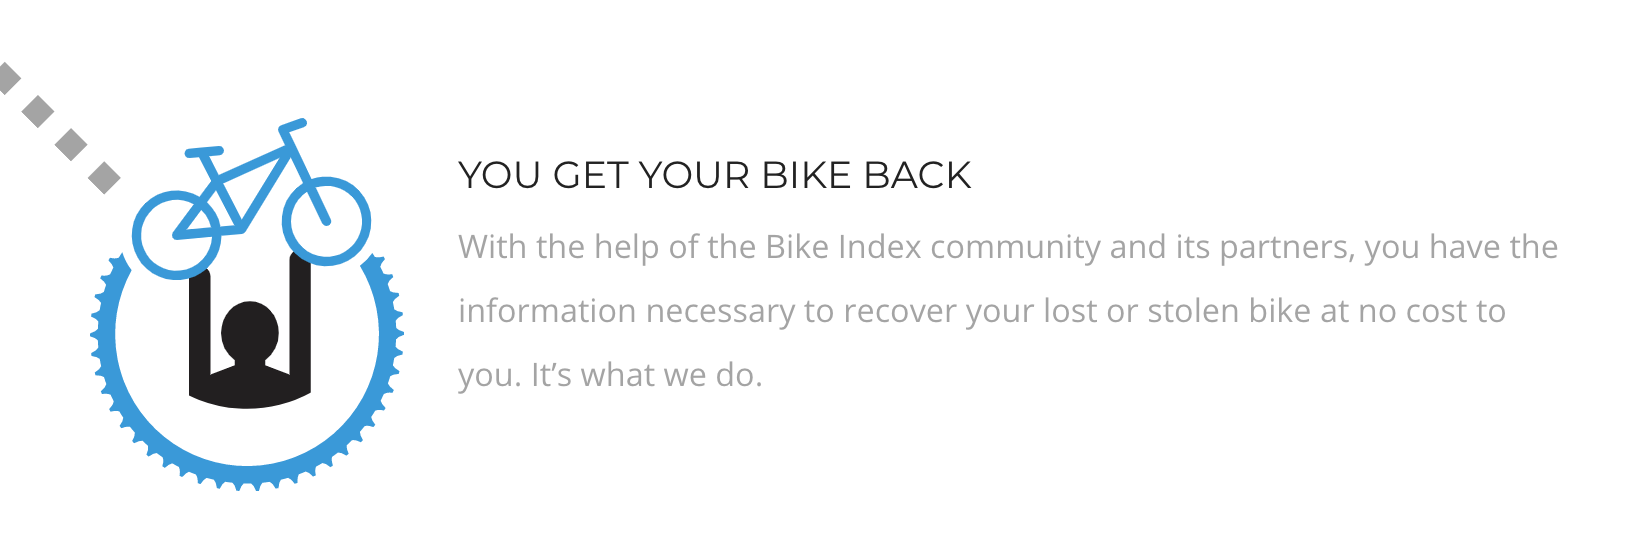 YOU GET YOUR BIKE BACK
With the help of the Bike Index community and its partners, you have the
information necessary to recover your lost or stolen bike at no cost to
you. It’s what we do.